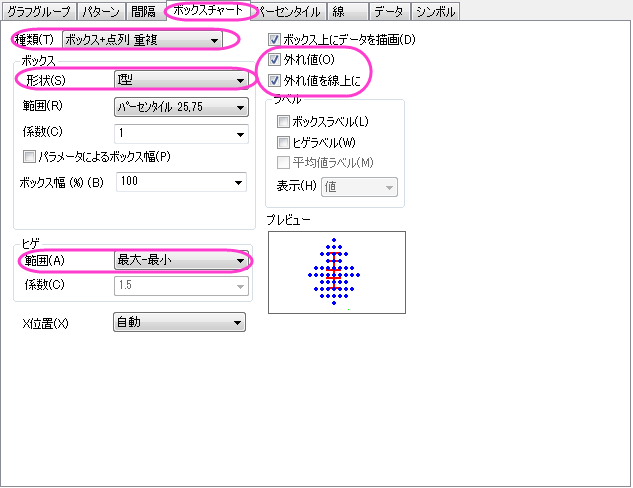 グラフグループ パターン 間隔 ボックスチャート パーセンタイル 線 データ シンボル
種類(T) ボックス+点列 重複
ボックス
形状(S) I型
範囲(R) パーセンタイル 25,75
係数(C) 1
パラメータによるボックス幅(P)
ボックス幅 (%) (B) 100
ヒゲ
範囲(A) 最大-最小
係数(C) 1.5
X位置(X) 自動
ボックス上にデータを描画(D)
外れ値(O)
外れ値を線上に
ラベル
ボックスラベル(L)
ヒゲラベル(W)
平均値ラベル(M)
表示(H) 値
プレビュー